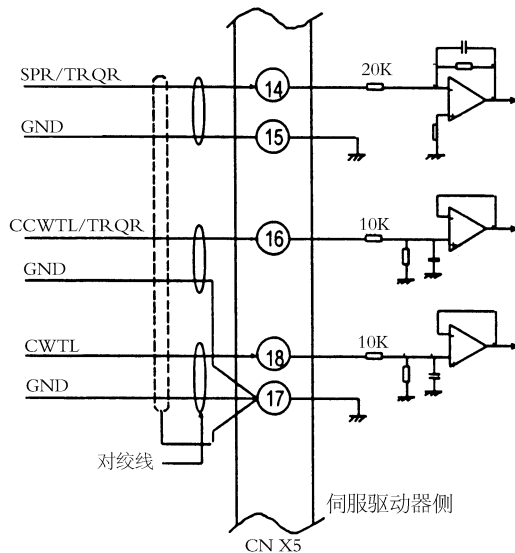 SPR/TRQR
14
20K
GND
15
CCWTL/TRQR
16
10K
GND
CWTL
18
10K
GND
17
对绞线
伺服驱动器侧
CN X5